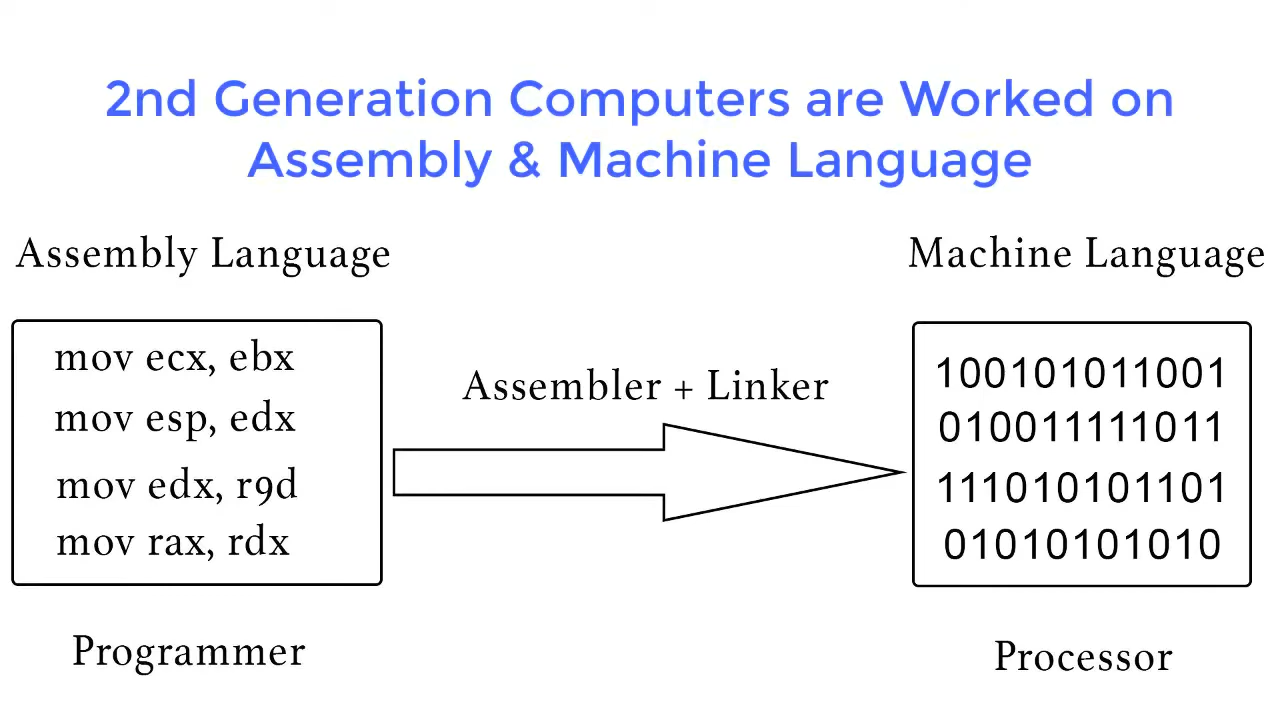 2nd Generation Computers are Worked on
Assembly & Machine Language
Assembly Language
mov ecx, ebx
mov esp, edx
mov edx, r9d
mov rax, rdx
Programmer
Assembler + Linker
Machine Language
100101011001
010011111011
111010101101
01010101010
Processor